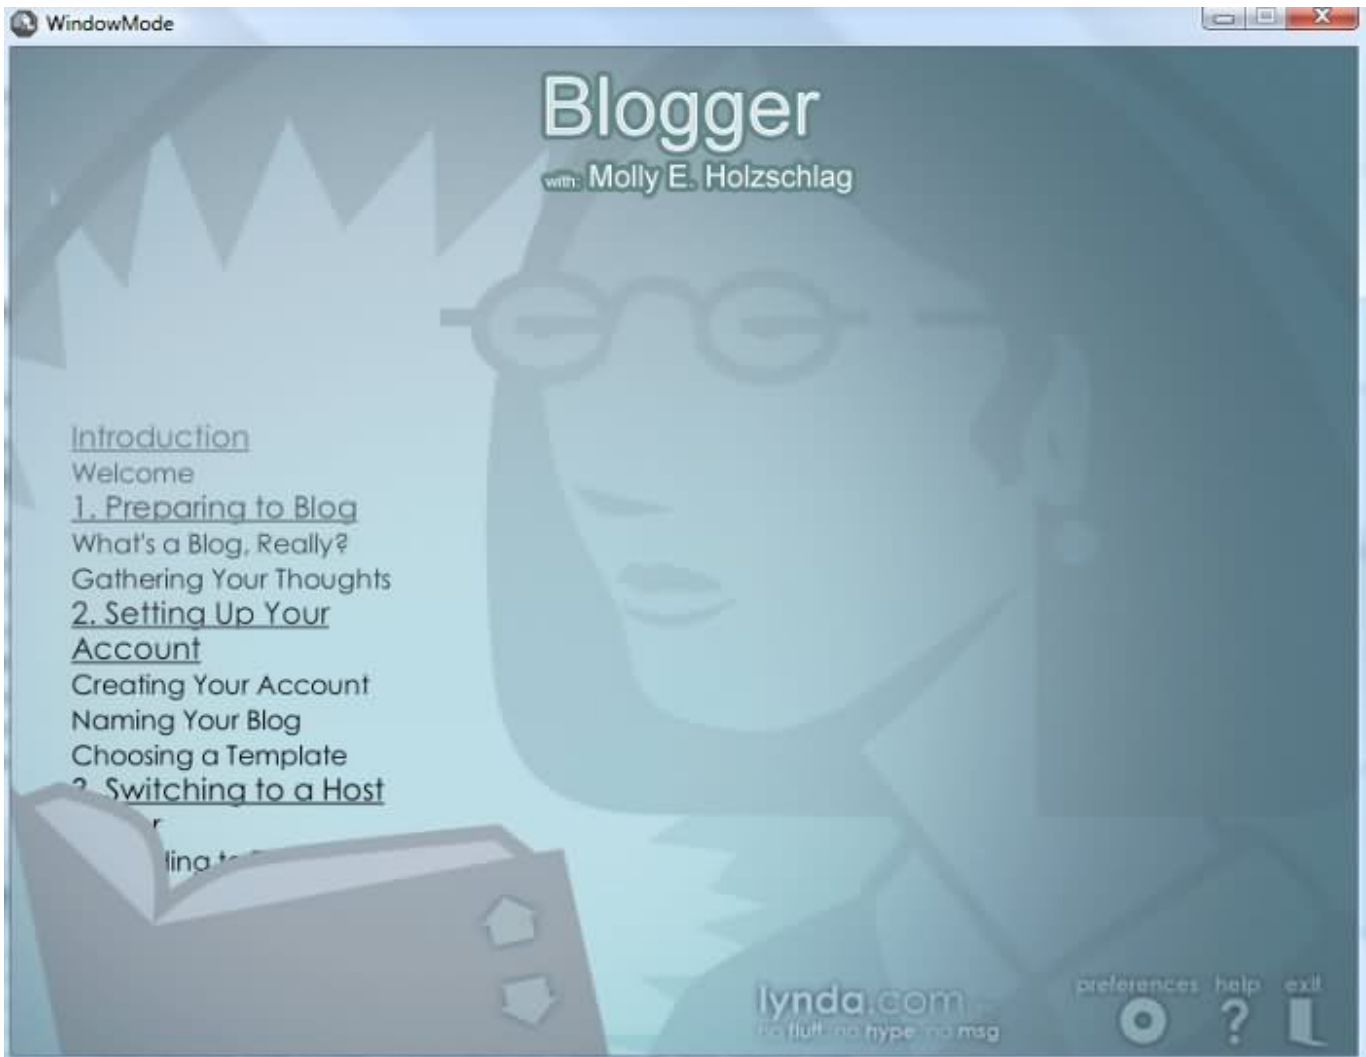 WindowMode
Blogger
with: Molly E. Holzschlag
Introduction
Welcome
1. Preparing to Blog
What's a Blog, Really?
Gathering Your Thoughts
2. Setting Up Your
Account
Creating Your Account
Naming Your Blog
Choosing a Template
Switching to a Host
lynda.com
no fluff no hype no msg
preferences help exit
?